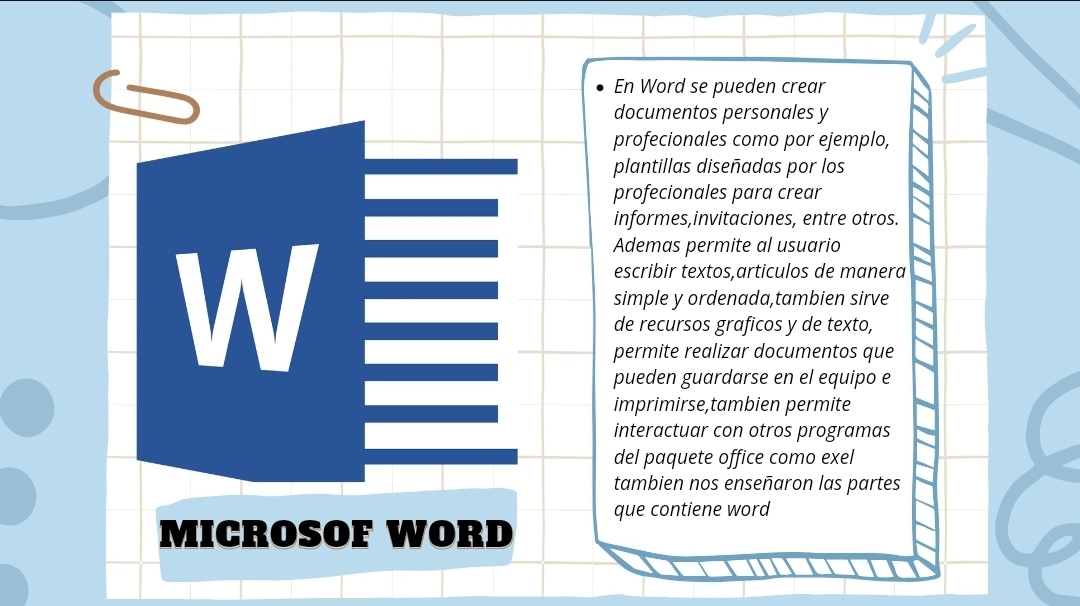 W
MICROSOF WORD
En Word se pueden crear
documentos personales y
profecionales como por ejemplo,
plantillas diseñadas por los
profecionales para crear
informes,invitaciones, entre otros.
Ademas permite al usuario
escribir textos,articulos de manera
simple y ordenada,tambien sirve
de recursos graficos y de texto,
permite realizar documentos que
pueden guardarse en el equipo e
imprimirse,tambien permite
interactuar con otros programas
del paquete office como exel
tambien nos enseñaron las partes
que contiene word